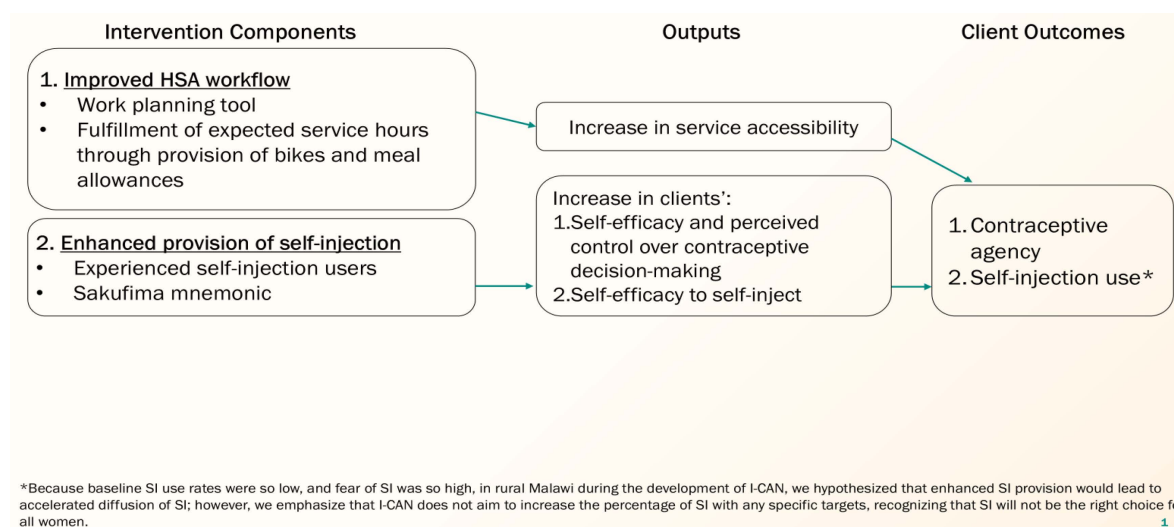 Intervention Components
Outputs
Client Outcomes
1. Improved HSA workflow
• Work planning tool
• Fulfillment of expected service hours
through provision of bikes and meal
allowances
Increase in service accessibility
2. Enhanced provision of self-injection
• Experienced self-injection users
• Sakufima mnemonic
Increase in clients':
1.Self-efficacy and perceived
control over contraceptive
decision-making
2.Self-efficacy to self-inject
1. Contraceptive
agency
2. Self-injection use*
*Because baseline SI use rates were so low, and fear of SI was so high, in rural Malawi during the development of I-CAN, we hypothesized that enhanced SI provision would lead to
accelerated diffusion of SI; however, we emphasize that I-CAN does not aim to increase the percentage of SI with any specific targets, recognizing that SI will not be the right choice
all women.
1